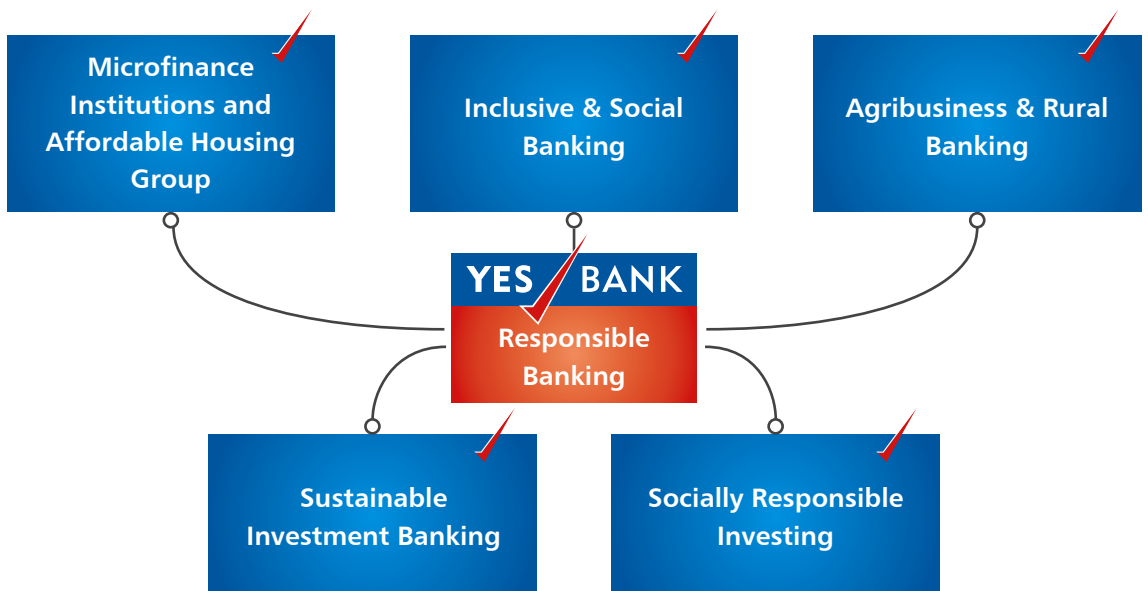 Microfinance
Institutions and
Affordable Housing
Group
Inclusive & Social
Banking
Agribusiness & Rural
Banking
YES BANK
Responsible
Banking
Sustainable
Investment Banking
Socially Responsible
Investing